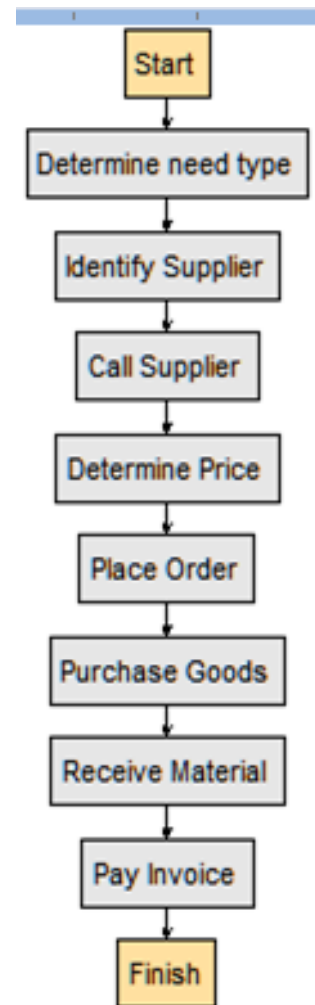 Start
Determine need type
Identify Supplier
Call Supplier
Determine Price
Place Order
Purchase Goods
Receive Material
Pay Invoice
Finish